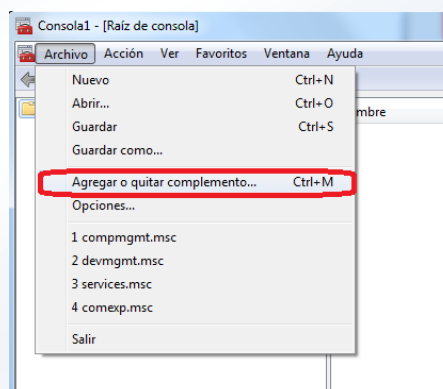 Consola1 - [Raíz de consola]
Archivo Acción Ver Favoritos Ventana Ayuda
Nuevo Ctrl+N
Abrir... Ctrl+O
Guardar Ctrl+S
Guardar como...
Agregar o quitar complemento... Ctrl+M
Opciones...
1 compmgmt.msc
2 devmgmt.msc
3 services.msc
4 comexp.msc
Salir
mbre